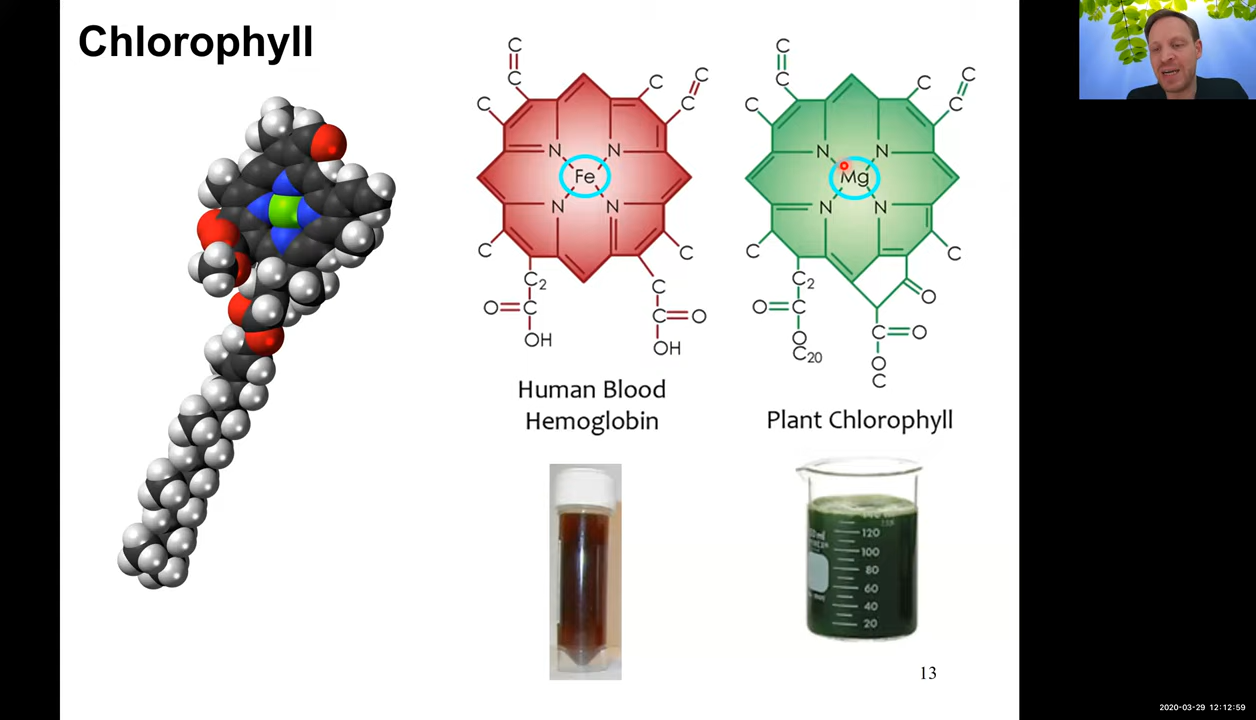 Chlorophyll
C
C
C
C
C
N
N
Fe
N
N
C
C
C2
C
O
C
OH
C
C
O
OH
Human Blood
Hemoglobin
C
C
C
C
C
N
N
Mg
N
N
C
C
C2
O
C
O
C20
O
C
O
O
C
Plant Chlorophyll
120
100
80
60
40
20
13
2020-03-29 12:12:59